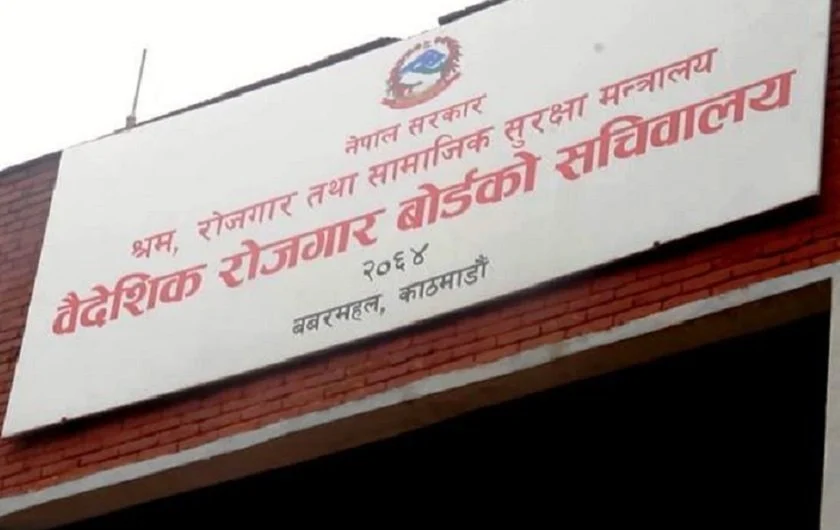 नेपाल सरकार
श्रम, रोजगार तथा सामाजिक सुरक्षा मन्त्रालय
वैदेशिक रोजगार बोर्डको सचिवालय
२०६४
बबरमहल, काठमाडौं